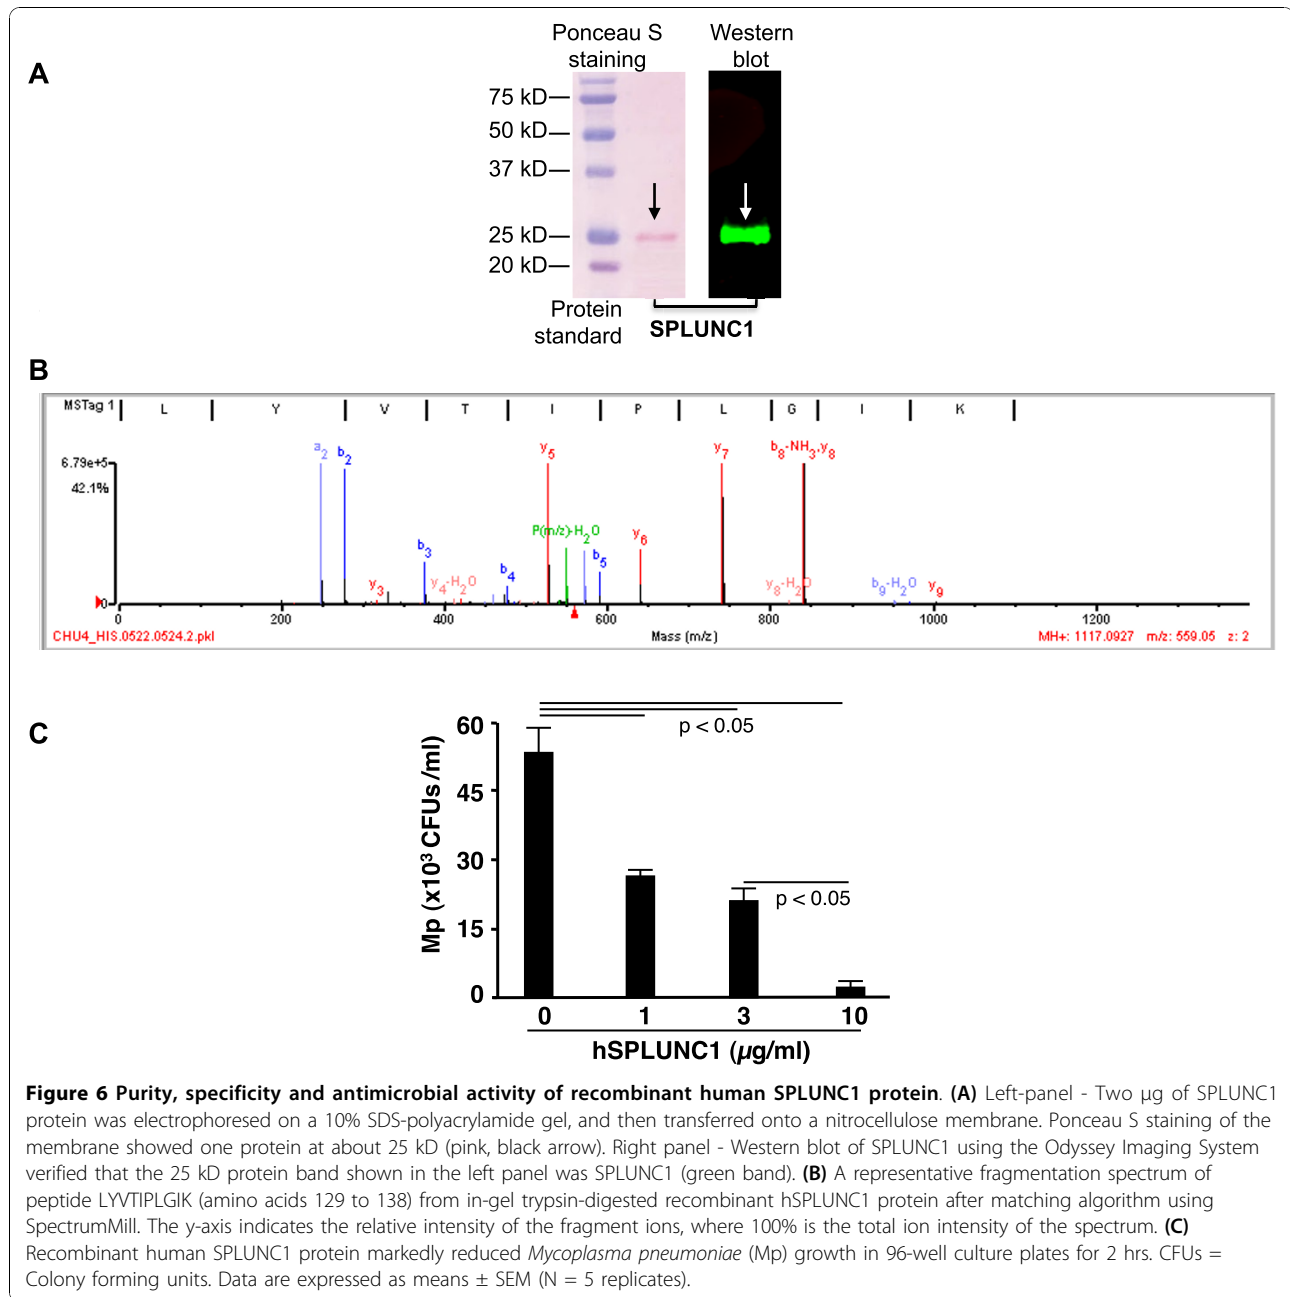 A
Ponceau S
staining
Western
blot
75 kD
50 kD
37 kD
25 kD
20 kD
Protein
standard
SPLUNC1
B
MSTag 1 L Y V T I P L G I K
6.79e+5
42.1%
0
a2
b2
b3
y3
y4-H2O
b4
y5
P(m/z)-H2O
b5
y6
y7
b8-NH3,y8
y8-H2O
b9-H2O
y9
0 200 400 600 800 1000 1200
CHU4_HIS.0522.0524.2.pkl
Mass (m/z)
MH+: 1117.0927 m/z: 559.05 z: 2
C
Mp (x10³ CFUs/ml)
60
45
30
15
0
p < 0.05
p < 0.05
0 1 3 10
hSPLUNC1 (µg/ml)
Figure 6 Purity, specificity and antimicrobial activity of recombinant human SPLUNC1 protein. (A) Left-panel - Two µg of SPLUNC1
protein was electrophoresed on a 10% SDS-polyacrylamide gel, and then transferred onto a nitrocellulose membrane. Ponceau S staining of the
membrane showed one protein at about 25 kD (pink, black arrow). Right panel - Western blot of SPLUNC1 using the Odyssey Imaging System
verified that the 25 kD protein band shown in the left panel was SPLUNC1 (green band). (B) A representative fragmentation spectrum of
peptide LYVTIPLGIK (amino acids 129 to 138) from in-gel trypsin-digested recombinant hSPLUNC1 protein after matching algorithm using
SpectrumMill. The y-axis indicates the relative intensity of the fragment ions, where 100% is the total ion intensity of the spectrum. (C)
Recombinant human SPLUNC1 protein markedly reduced Mycoplasma pneumoniae (Mp) growth in 96-well culture plates for 2 hrs. CFUs =
Colony forming units. Data are expressed as means ± SEM (N = 5 replicates).